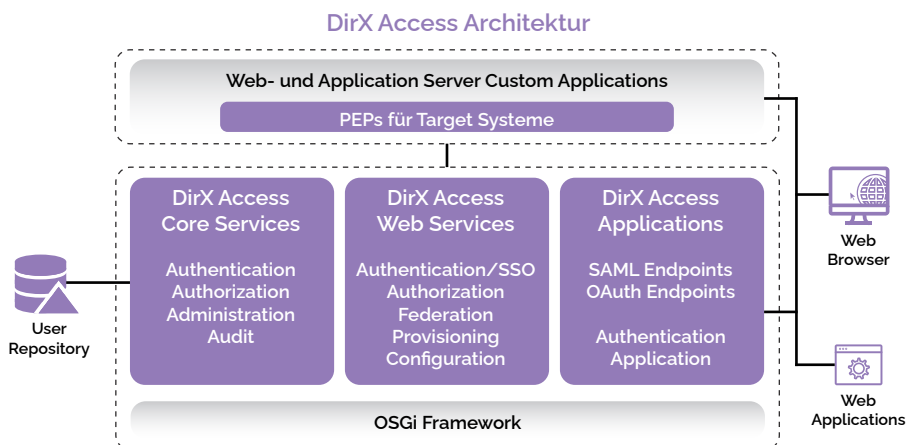 DirX Access Architektur
Web- und Application Server Custom Applications
PEPs für Target Systeme
DirX Access
Core Services
Authentication
Authorization
Administration
Audit
DirX Access
Web Services
Authentication/SSO
Authorization
Federation
Provisioning
Configuration
DirX Access
Applications
SAML Endpoints
OAuth Endpoints
Authentication
Application
OSGi Framework
User
Repository
Web
Browser
Web
Applications